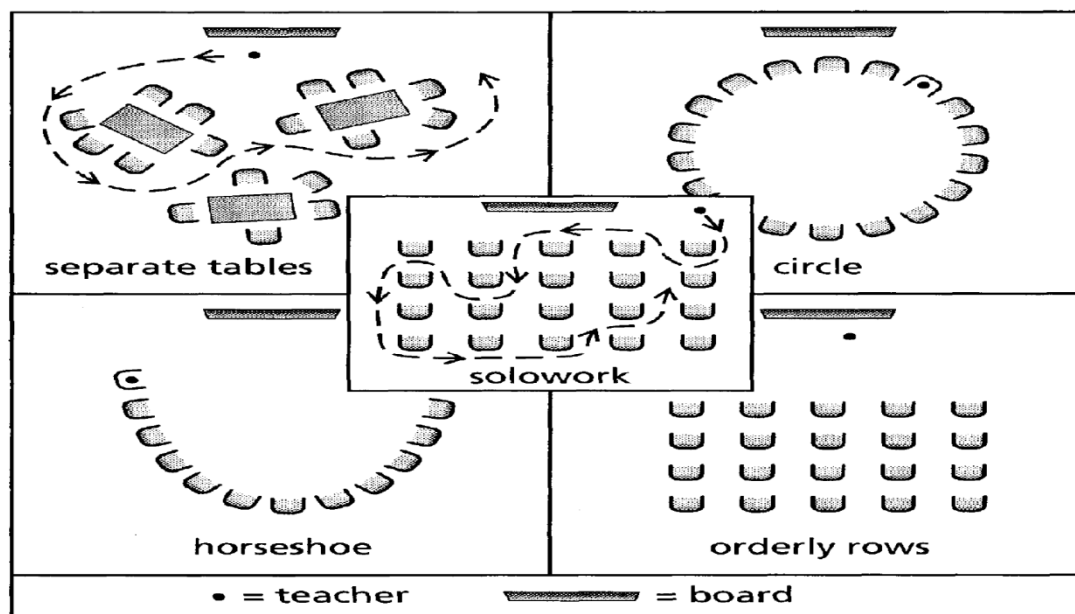 separate tables
circle
solowork
horseshoe
orderly rows
• = teacher
= board